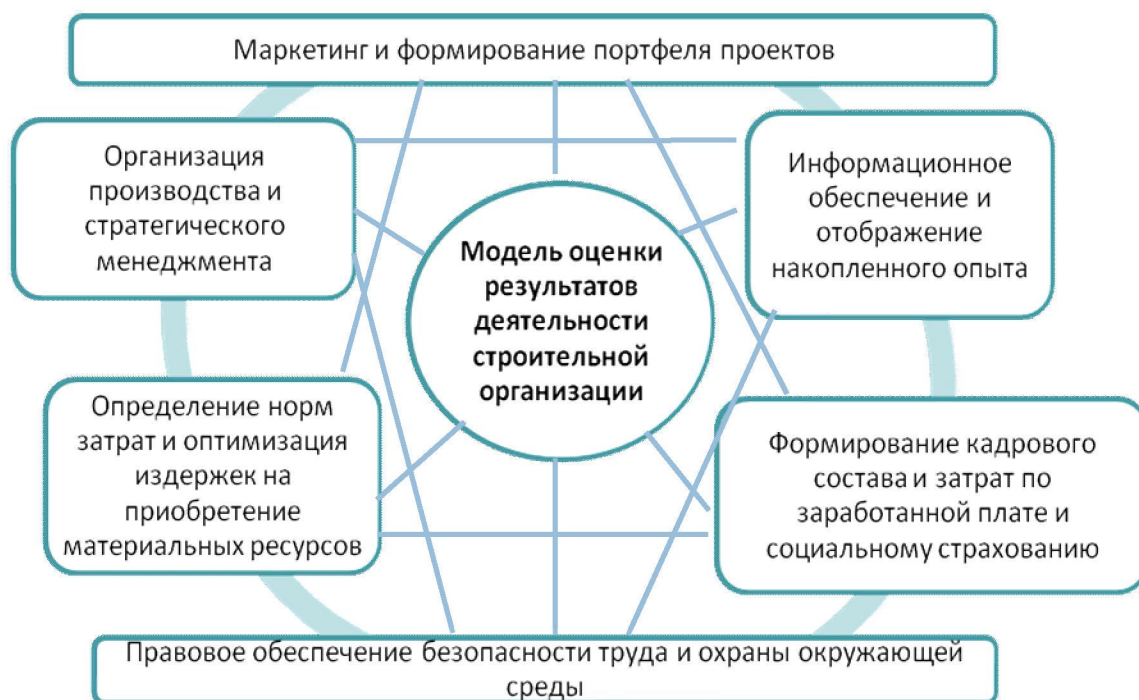 Маркетинг и формирование портфеля проектов
Организация
производства и
стратегического
менеджмента
Информационное
обеспечение и
отображение
накопленного опыта
Модель оценки
результатов
деятельности
строительной
организации
Определение норм
затрат и оптимизация
издержек на
приобретение
материальных ресурсов
Формирование кадрового
состава и затрат по
заработанной плате и
социальному страхованию
Правовое обеспечение безопасности труда и охраны окружающей
среды